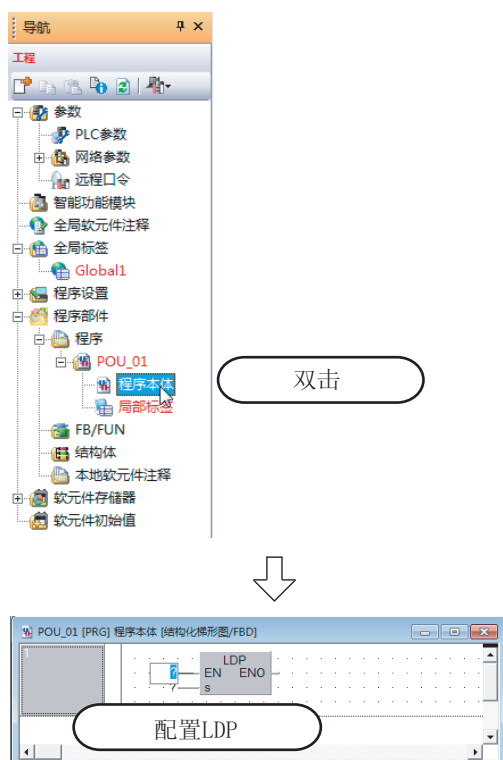 导航
工程
参数
PLC参数
网络参数
远程口令
智能功能模块
全局软元件注释
全局标签
Global1
程序设置
程序部件
程序
POU_01
程序本体
双击
局部标签
FB/FUN
结构体
本地软元件注释
软元件存储器
软元件初始值
POU_01 [PRG] 程序本体 [结构化梯形图/FBD]
1
LDP
? EN ENO
? s
配置LDP